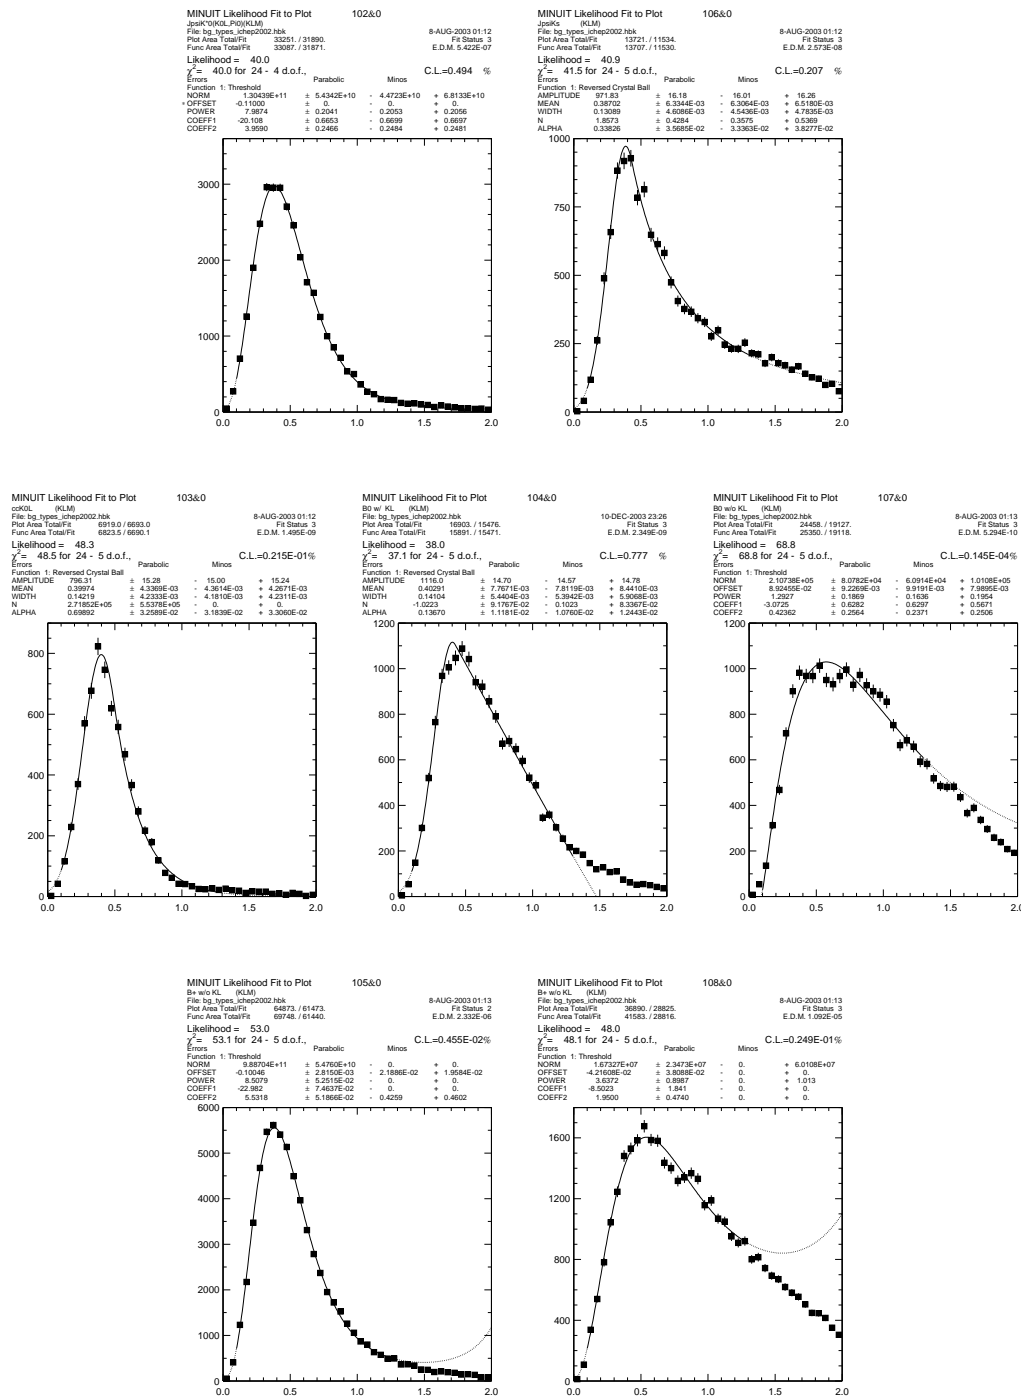 MINUIT Likelihood Fit to Plot 102&0
JpsiK*0(K0L,Pi0)(KLM)
File: bg_types_ichep2002.hbk 8-AUG-2003 01:12
Plot Area Total/Fit 33251. / 31890. Fit Status 3
Func Area Total/Fit 33087. / 31871. E.D.M. 5.422E-07
Likelihood = 40.0
χ²= 40.0 for 24 - 4 d.o.f., C.L.=0.494 %
Errors Parabolic Minos
Function 1: Threshold
NORM 1.30439E+11 ± 5.4342E+10 - 4.4723E+10 + 6.8133E+10
* OFFSET -0.11000 ± 0. - 0. + 0.
POWER 7.9874 ± 0.2041 - 0.2053 + 0.2056
COEFF1 -20.108 ± 0.6653 - 0.6699 + 0.6697
COEFF2 3.9590 ± 0.2466 - 0.2484 + 0.2481
3000
2000
1000
0
0.0 0.5 1.0 1.5 2.0
MINUIT Likelihood Fit to Plot 106&0
JpsiKs (KLM)
File: bg_types_ichep2002.hbk 8-AUG-2003 01:12
Plot Area Total/Fit 13721. / 11534. Fit Status 3
Func Area Total/Fit 13707. / 11530. E.D.M. 2.573E-08
Likelihood = 40.9
χ²= 41.5 for 24 - 5 d.o.f., C.L.=0.207 %
Errors Parabolic Minos
Function 1: Reversed Crystal Ball
AMPLITUDE 971.83 ± 16.18 - 16.01 + 16.26
MEAN 0.38702 ± 6.3344E-03 - 6.3064E-03 + 6.5180E-03
WIDTH 0.13089 ± 4.6086E-03 - 4.5436E-03 + 4.7835E-03
N 1.8573 ± 0.4284 - 0.3575 + 0.5369
ALPHA 0.33826 ± 3.5685E-02 - 3.3363E-02 + 3.8277E-02
1000
750
500
250
0
0.0 0.5 1.0 1.5 2.0
MINUIT Likelihood Fit to Plot 103&0
ccK0L (KLM)
File: bg_types_ichep2002.hbk 8-AUG-2003 01:12
Plot Area Total/Fit 6919.0 / 6693.0 Fit Status 3
Func Area Total/Fit 6823.5 / 6690.1 E.D.M. 1.495E-09
Likelihood = 48.3
χ²= 48.5 for 24 - 5 d.o.f., C.L.=0.215E-01%
Errors Parabolic Minos
Function 1: Reversed Crystal Ball
AMPLITUDE 796.31 ± 15.28 - 15.00 + 15.24
MEAN 0.39974 ± 4.3369E-03 - 4.3614E-03 + 4.2671E-03
WIDTH 0.14219 ± 4.2333E-03 - 4.1810E-03 + 4.2311E-03
N 2.71852E+05 ± 5.5378E+05 - 0. + 0.
ALPHA 0.69892 ± 3.2589E-02 - 3.1839E-02 + 3.3060E-02
800
600
400
200
0
0.0 0.5 1.0 1.5 2.0
MINUIT Likelihood Fit to Plot 104&0
B0 w/ KL (KLM)
File: bg_types_ichep2002.hbk 10-DEC-2003 23:26
Plot Area Total/Fit 16903. / 15476. Fit Status 3
Func Area Total/Fit 15891. / 15471. E.D.M. 2.349E-09
Likelihood = 38.0
χ²= 37.1 for 24 - 5 d.o.f., C.L.=0.777 %
Errors Parabolic Minos
Function 1: Reversed Crystal Ball
AMPLITUDE 1116.0 ± 14.70 - 14.57 + 14.78
MEAN 0.40291 ± 7.7671E-03 - 7.8119E-03 + 8.4410E-03
WIDTH 0.14104 ± 5.4404E-03 - 5.3942E-03 + 5.9068E-03
N -1.0223 ± 9.1767E-02 - 0.1023 + 8.3367E-02
ALPHA 0.13670 ± 1.1181E-02 - 1.0760E-02 + 1.2443E-02
1200
1000
800
600
400
200
0
0.0 0.5 1.0 1.5 2.0
MINUIT Likelihood Fit to Plot 107&0
B0 w/o KL (KLM)
File: bg_types_ichep2002.hbk 8-AUG-2003 01:13
Plot Area Total/Fit 24458. / 19127. Fit Status 3
Func Area Total/Fit 25350. / 19118. E.D.M. 5.294E-10
Likelihood = 68.8
χ²= 68.8 for 24 - 5 d.o.f., C.L.=0.145E-04%
Errors Parabolic Minos
Function 1: Threshold
NORM 2.10738E+05 ± 8.0782E+04 - 6.0914E+04 + 1.0108E+05
OFFSET 8.92455E-02 ± 9.2269E-03 - 9.9191E-03 + 7.9895E-03
POWER 1.2927 ± 0.1869 - 0.1636 + 0.1954
COEFF1 -3.0725 ± 0.6282 - 0.6297 + 0.5671
COEFF2 0.42362 ± 0.2564 - 0.2371 + 0.2506
1200
1000
800
600
400
200
0
0.0 0.5 1.0 1.5 2.0
MINUIT Likelihood Fit to Plot 105&0
B+ w/o KL (KLM)
File: bg_types_ichep2002.hbk 8-AUG-2003 01:13
Plot Area Total/Fit 64873. / 61473. Fit Status 2
Func Area Total/Fit 69748. / 61440. E.D.M. 2.332E-06
Likelihood = 53.0
χ²= 53.1 for 24 - 5 d.o.f., C.L.=0.455E-02%
Errors Parabolic Minos
Function 1: Threshold
NORM 9.88704E+11 ± 5.4760E+10 - 0. + 0.
OFFSET -0.10046 ± 2.8150E-03 - 2.1886E-02 + 1.9584E-02
POWER 8.5079 ± 5.2515E-02 - 0. + 0.
COEFF1 -22.982 ± 7.4637E-02 - 0. + 0.
COEFF2 5.5318 ± 5.1866E-02 - 0.4259 + 0.4602
6000
5000
4000
3000
2000
1000
0
0.0 0.5 1.0 1.5 2.0
MINUIT Likelihood Fit to Plot 108&0
B+ w/o KL (KLM)
File: bg_types_ichep2002.hbk 8-AUG-2003 01:13
Plot Area Total/Fit 36890. / 28825. Fit Status 3
Func Area Total/Fit 41583. / 28816. E.D.M. 1.092E-05
Likelihood = 48.0
χ²= 48.1 for 24 - 5 d.o.f., C.L.=0.249E-01%
Errors Parabolic Minos
Function 1: Threshold
NORM 1.67327E+07 ± 2.3473E+07 - 0. + 6.0108E+07
OFFSET -4.21608E-02 ± 3.8088E-02 - 0. + 0.
POWER 3.6372 ± 0.8987 - 0. + 1.013
COEFF1 -8.5023 ± 1.841 - 0. + 0.
COEFF2 1.9500 ± 0.4740 - 0. + 0.
1600
1200
800
400
0
0.0 0.5 1.0 1.5 2.0